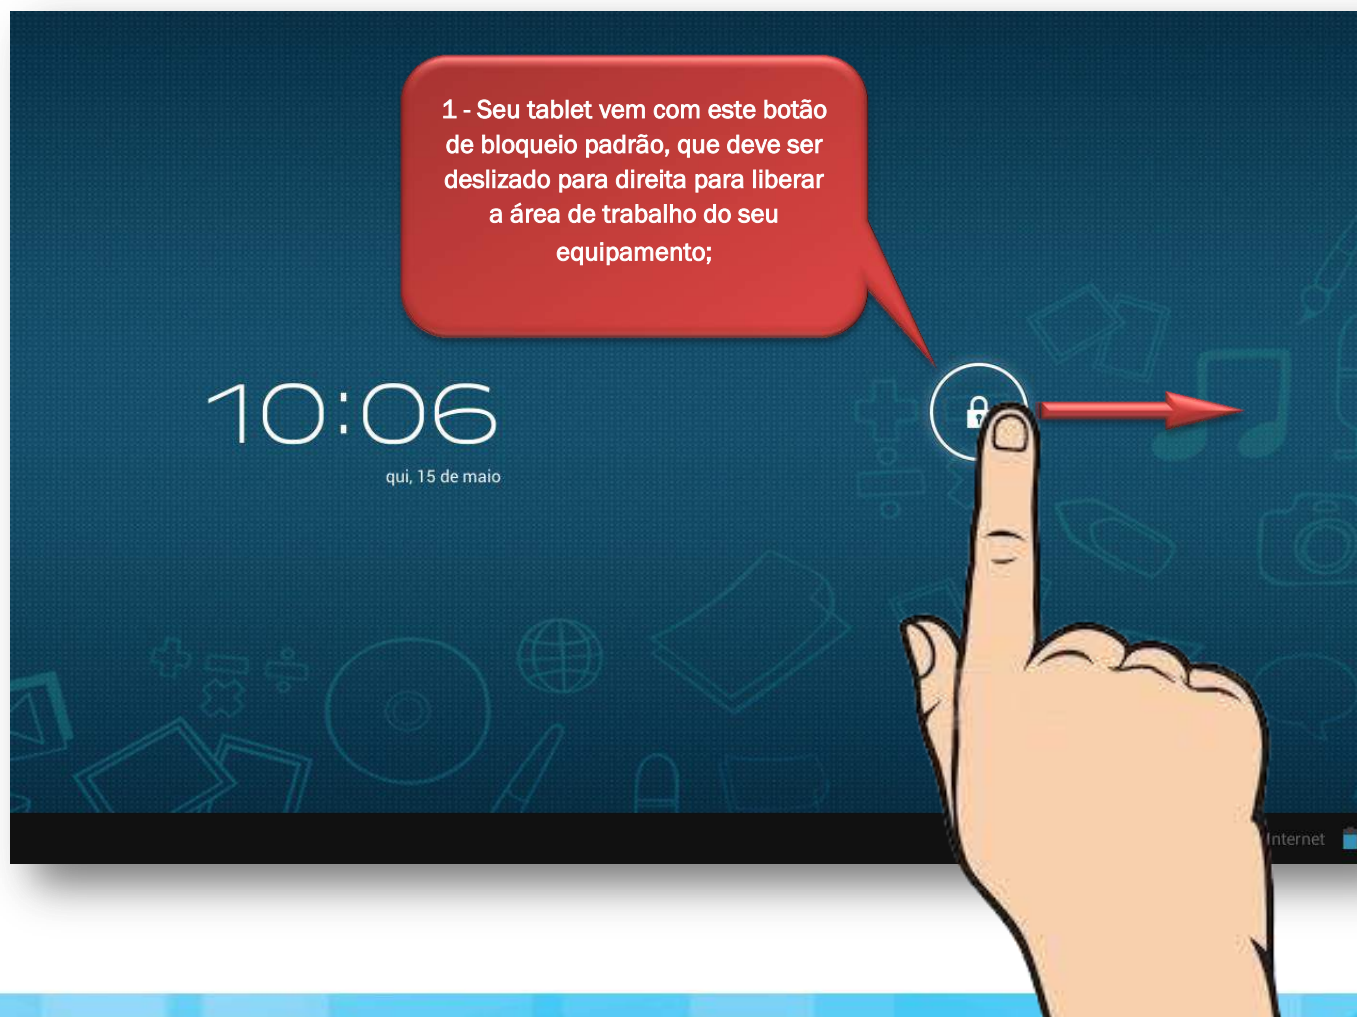 1 - Seu tablet vem com este botão
de bloqueio padrão, que deve ser
deslizado para direita para liberar
a área de trabalho do seu
equipamento;
10:06
qui, 15 de maio
Internet